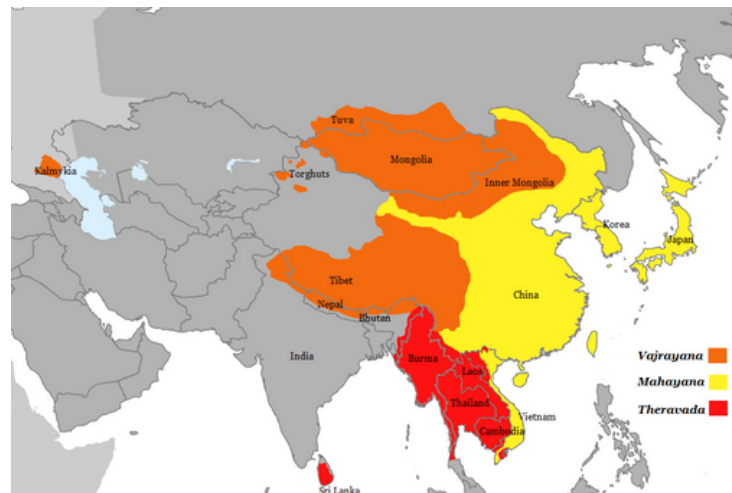 Tuva
Mongolia
Kalmykia
Torghuts
Inner Mongolia
Korea
Japan
Tibet
Nepal
Bhutan
China
India
Burma
Laos
Thailand
Vietnam
Cambodia
Sri Lanka
Vajrayana
Mahayana
Theravada